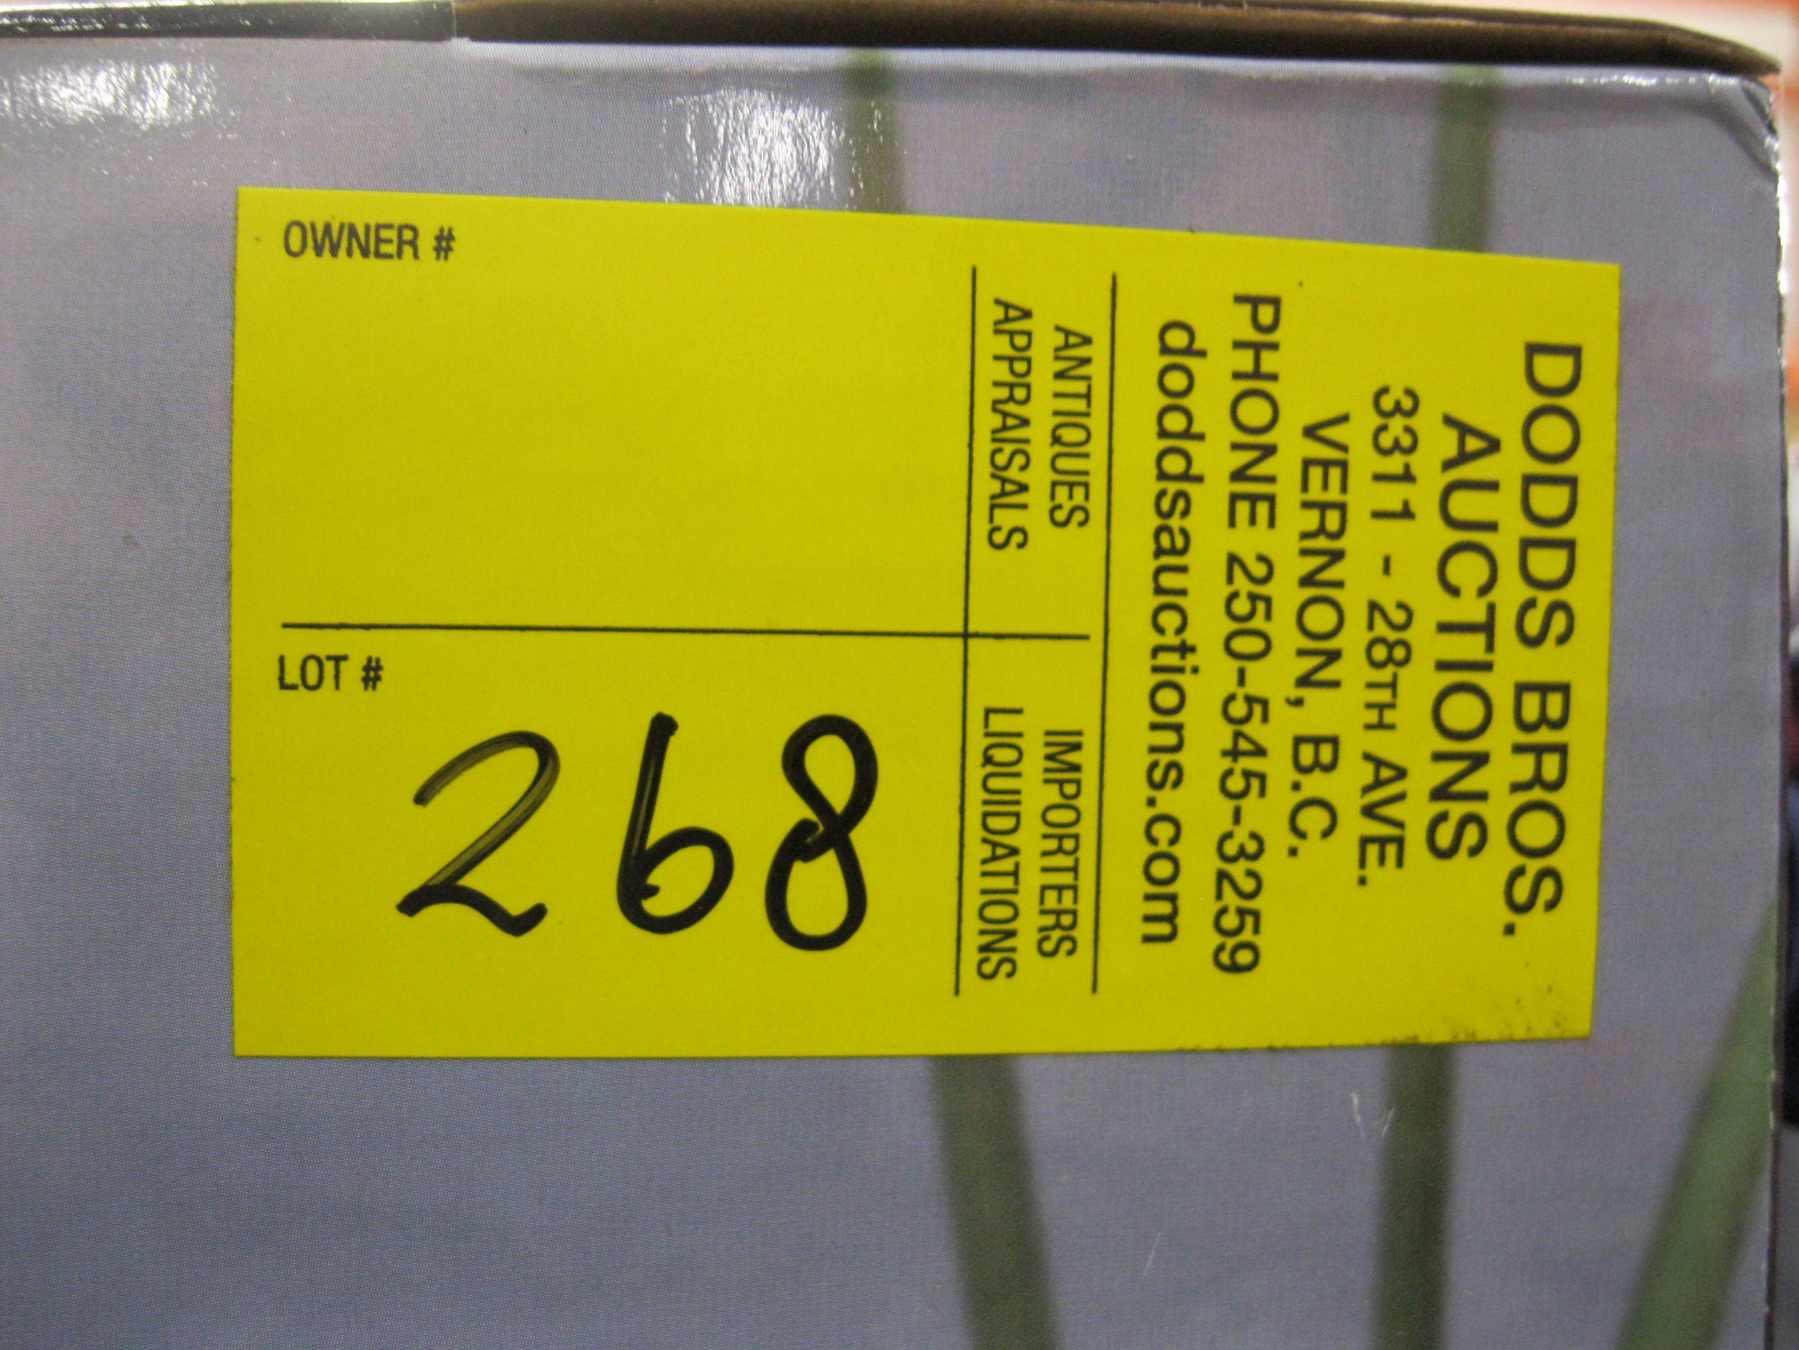 DODDS BROS.
AUCTIONS
3311 - 28TH AVE.
VERNON, B.C.
PHONE 250-545-3259
doddsauctions.com
ANTIQUES
APPRAISALS
IMPORTERS
LIQUIDATIONS
OWNER #
LOT #
268